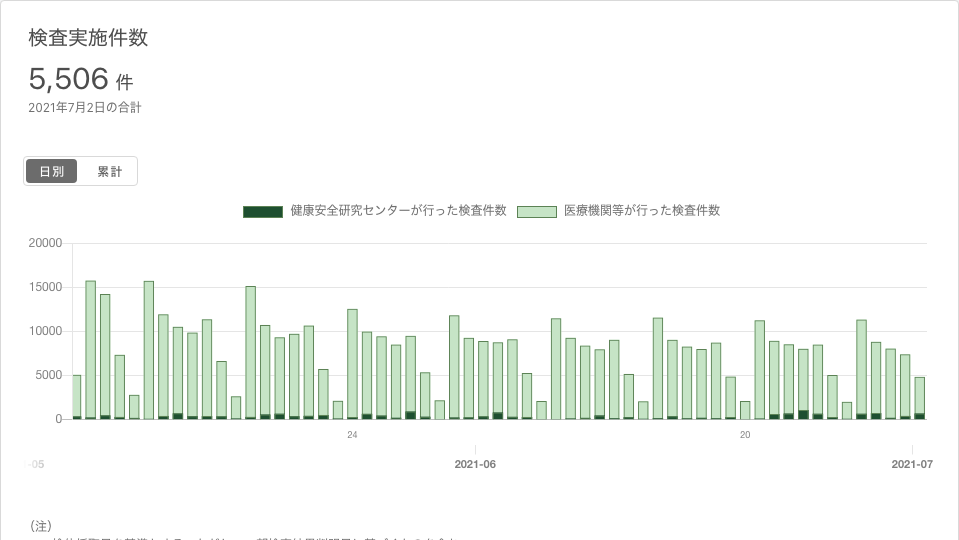 検査実施件数
5,506 件
2021年7月2日の合計
日別 累計
健康安全研究センターが行った検査件数 医療機関等が行った検査件数
20000
15000
10000
5000
0
24 20
-05 2021-06 2021-07
（注）